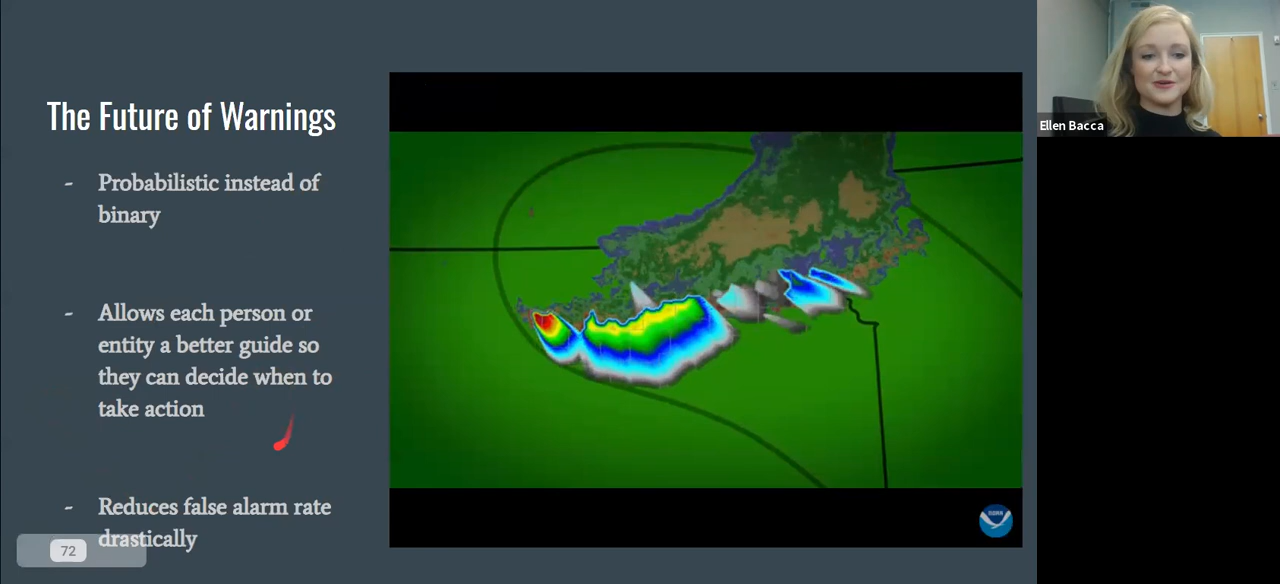 The Future of Warnings
- Probabilistic instead of
binary
- Allows each person or
entity a better guide so
they can decide when to
take action
- Reduces false alarm rate
drastically
72
NOAA
Ellen Bacca